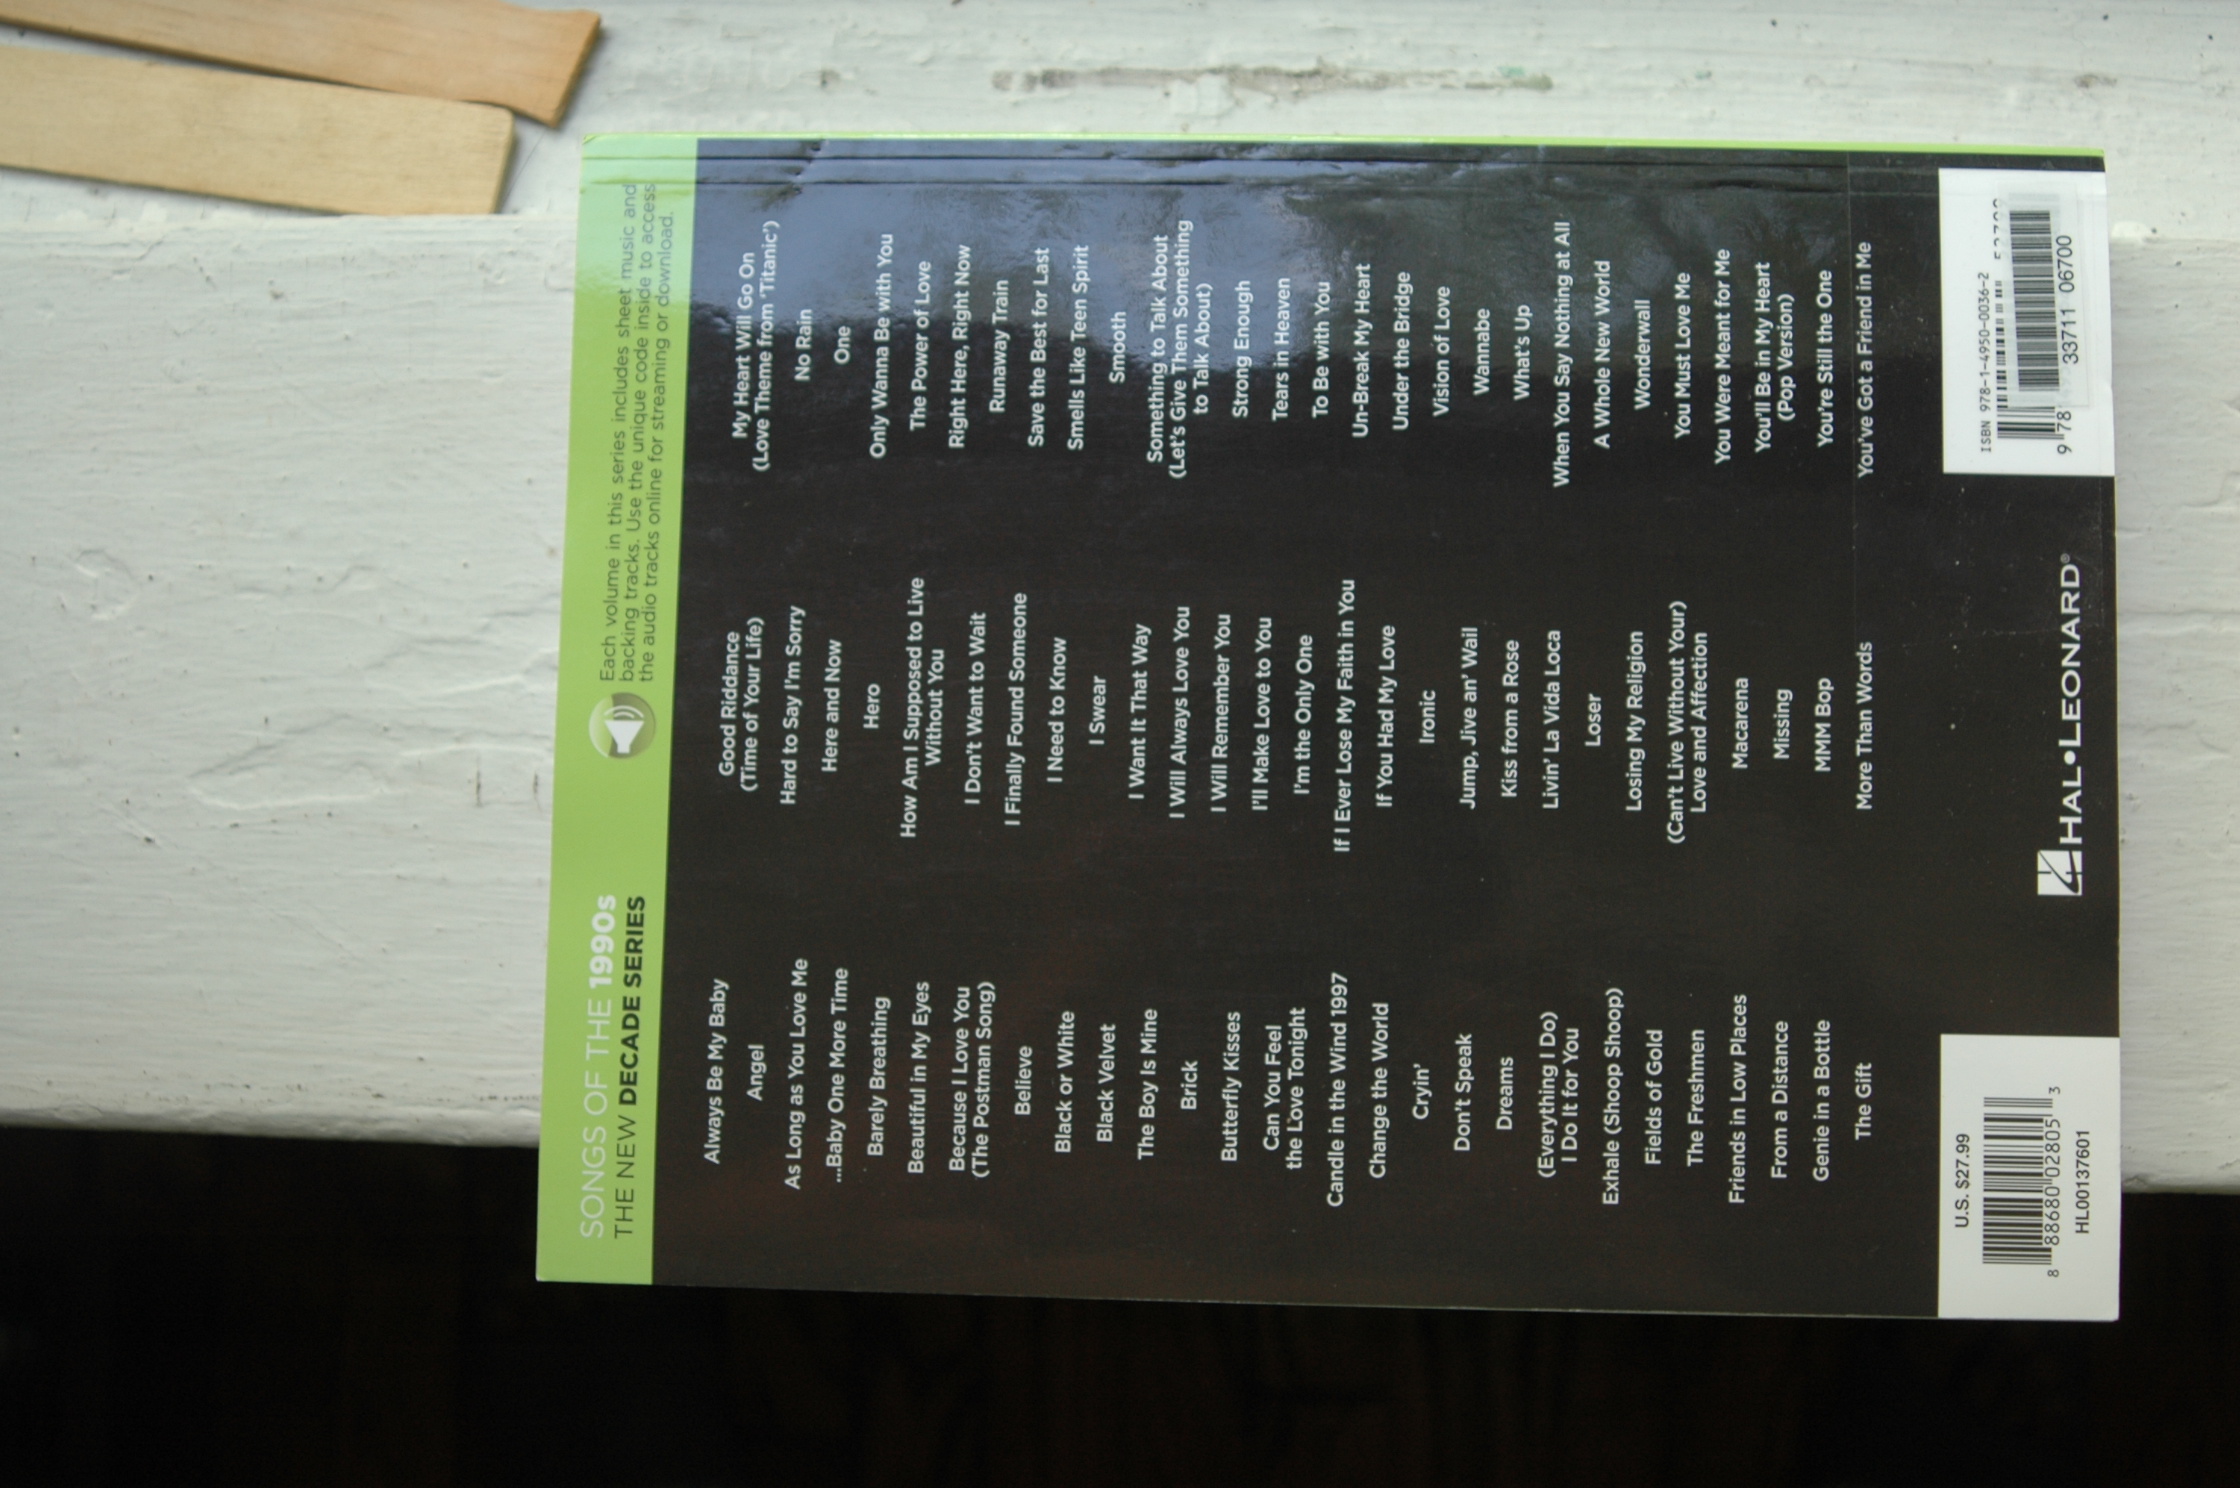 SONGS OF THE 1990s
THE NEW DECADE SERIES
Each volume in this series includes sheet music and
backing tracks. Use the unique code inside to access
the audio tracks online for streaming or download.
Always Be My Baby
Angel
As Long as You Love Me
...Baby One More Time
Barely Breathing
Beautiful in My Eyes
Because I Love You
(The Postman Song)
Believe
Black or White
Black Velvet
The Boy Is Mine
Brick
Butterfly Kisses
Can You Feel
the Love Tonight
Candle in the Wind 1997
Change the World
Cryin'
Don't Speak
Dreams
(Everything I Do)
I Do It for You
Exhale (Shoop Shoop)
Fields of Gold
The Freshmen
Friends in Low Places
From a Distance
Genie in a Bottle
The Gift
Good Riddance
(Time of Your Life)
Hard to Say I'm Sorry
Here and Now
Hero
How Am I Supposed to Live
Without You
I Don't Want to Wait
I Finally Found Someone
I Need to Know
I Swear
I Want It That Way
I Will Always Love You
I Will Remember You
I'll Make Love to You
I'm the Only One
If I Ever Lose My Faith in You
If You Had My Love
Ironic
Jump, Jive an' Wail
Kiss from a Rose
Livin' La Vida Loca
Loser
Losing My Religion
(Can't Live Without Your)
Love and Affection
Macarena
Missing
MMM Bop
More Than Words
My Heart Will Go On
(Love Theme from 'Titanic')
No Rain
One
Only Wanna Be with You
The Power of Love
Right Here, Right Now
Runaway Train
Save the Best for Last
Smells Like Teen Spirit
Smooth
Something to Talk About
(Let's Give Them Something
to Talk About)
Strong Enough
Tears in Heaven
To Be with You
Un-Break My Heart
Under the Bridge
Vision of Love
Wannabe
What's Up
When You Say Nothing at All
A Whole New World
Wonderwall
You Must Love Me
You Were Meant for Me
You'll Be in My Heart
(Pop Version)
You're Still the One
You've Got a Friend in Me
U.S. $27.99
8 88680 02805 3
HL00137601
HAL•LEONARD®
ISBN 978-1-4950-0036-2
9 78
33711 06700